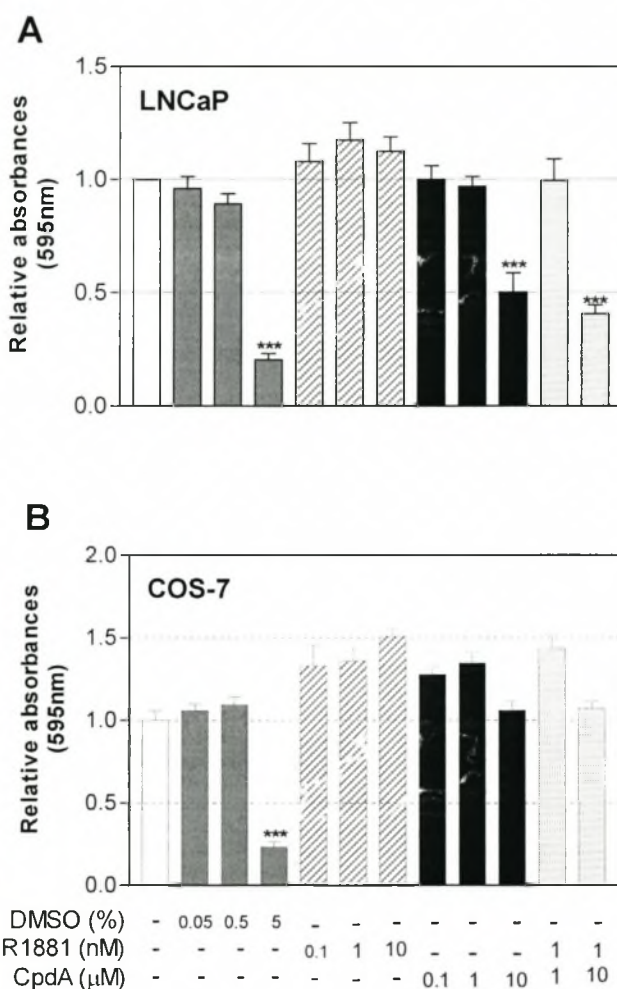 A
LNCaP
Relative absorbances
(595nm)
1.5
1.0
0.5
0.0
***
***
***
B
COS-7
Relative absorbances
(595nm)
2.0
1.5
1.0
0.5
0.0
***
DMSO (%) - 0.05 0.5 5 - - - - - - - -
R1881 (nM) - - - - 0.1 1 10 - - - 1 1
CpdA (μM) - - - - - - - 0.1 1 10 1 10